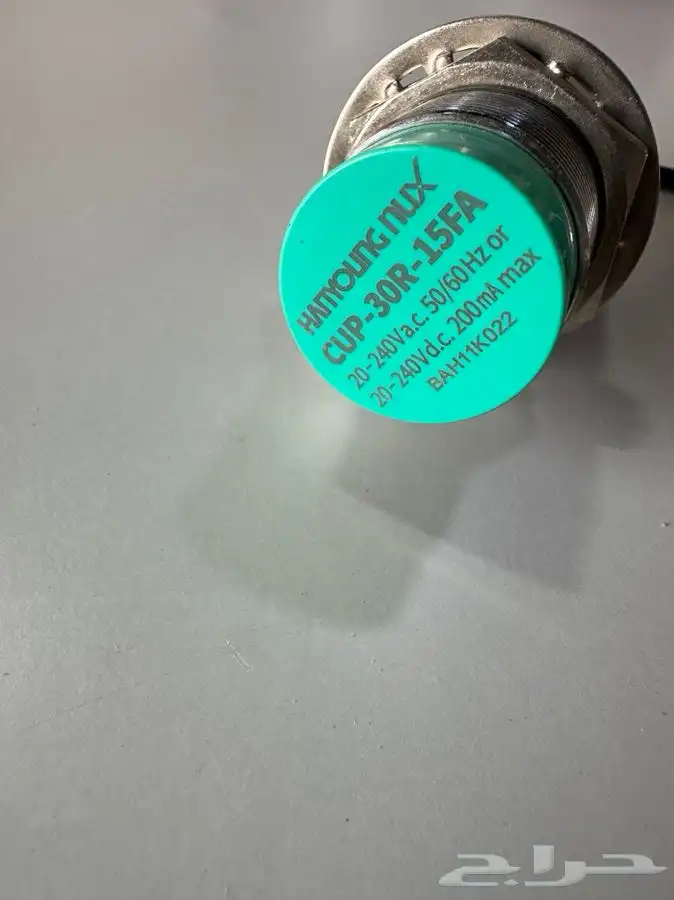 HANYOUNG nux
CUP-30R-15FA
20-240Va.c. 50/60Hz or
20-240Vd.c. 200mA max
BAH11K022
حراج